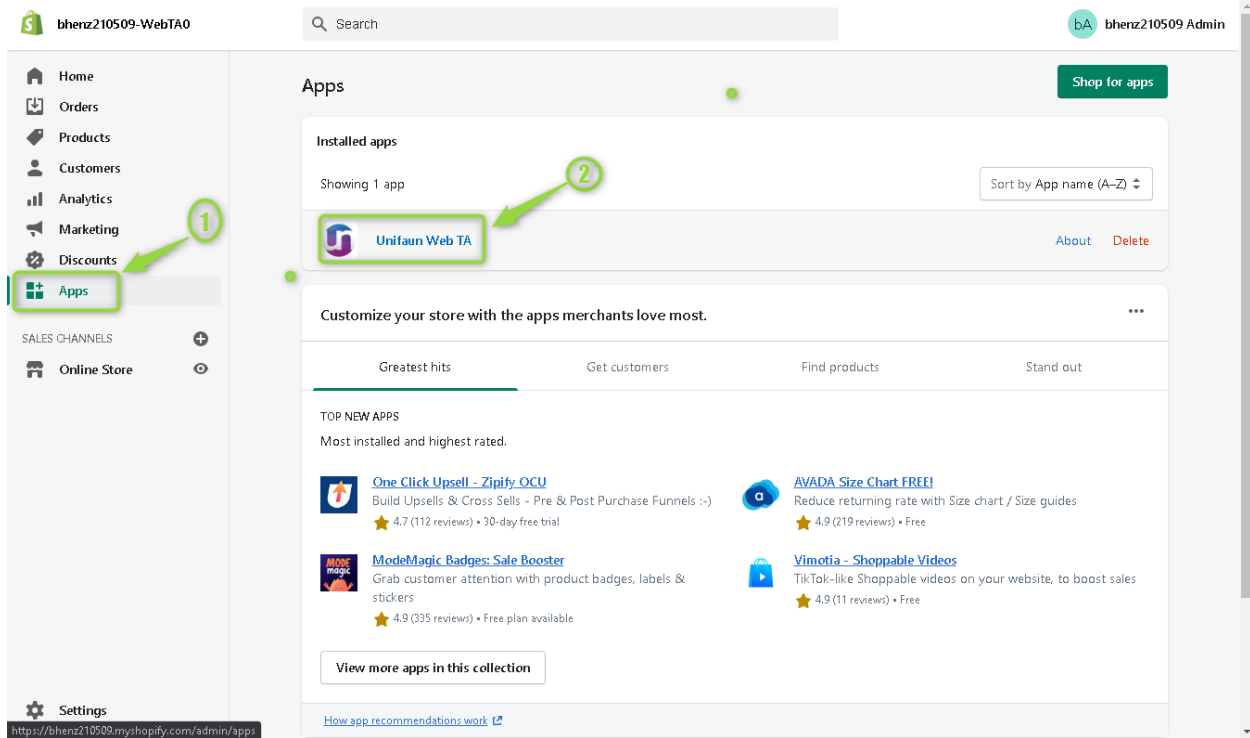 bhenz210509-WebTA0
Search
bA
bhenz210509 Admin
Home
Orders
Products
Customers
Analytics
Marketing
Discounts
Apps
SALES CHANNELS
Online Store
Settings
https://bhenz210509.myshopify.com/admin/apps
1
Apps
Shop for apps
Installed apps
2
Showing 1 app
Sort by App name (A–Z)
Unifaun Web TA
About
Delete
Customize your store with the apps merchants love most.
Greatest hits
Get customers
Find products
Stand out
TOP NEW APPS
Most installed and highest rated.
One Click Upsell - Zipify OCU
Build Upsells & Cross Sells - Pre & Post Purchase Funnels :-)
4.7 (112 reviews) • 30-day free trial
AVADA Size Chart FREE!
Reduce returning rate with Size chart / Size guides
4.9 (219 reviews) • Free
MODE
magic
ModeMagic Badges: Sale Booster
Grab customer attention with product badges, labels &
stickers
4.9 (335 reviews) • Free plan available
Vimotia - Shoppable Videos
TikTok-like Shoppable videos on your website, to boost sales
4.9 (11 reviews) • Free
View more apps in this collection
How app recommendations work